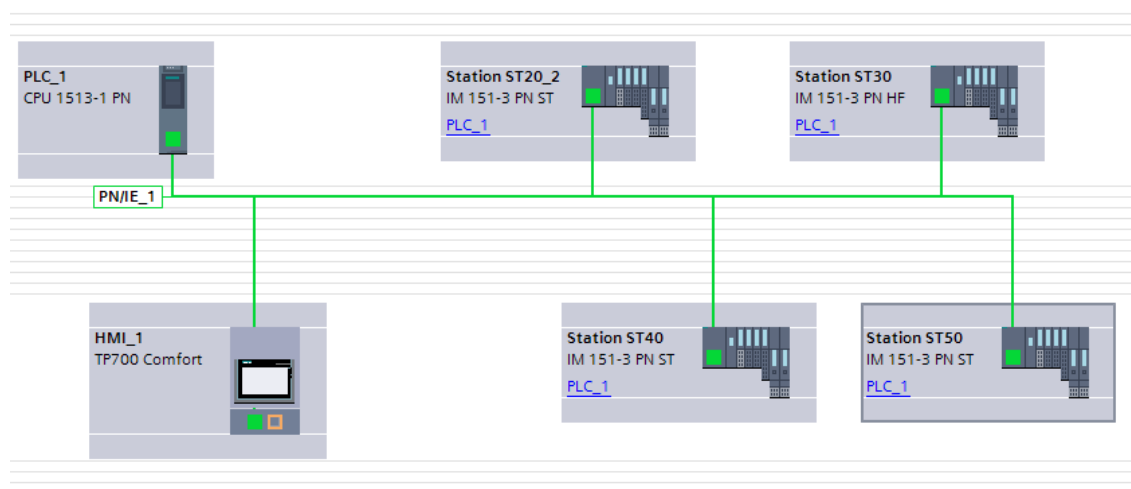 PLC_1
CPU 1513-1 PN
Station ST20_2
IM 151-3 PN ST
PLC_1
Station ST30
IM 151-3 PN HF
PLC_1
PN/IE_1
HMI_1
TP700 Comfort
Station ST40
IM 151-3 PN ST
PLC_1
Station ST50
IM 151-3 PN ST
PLC_1